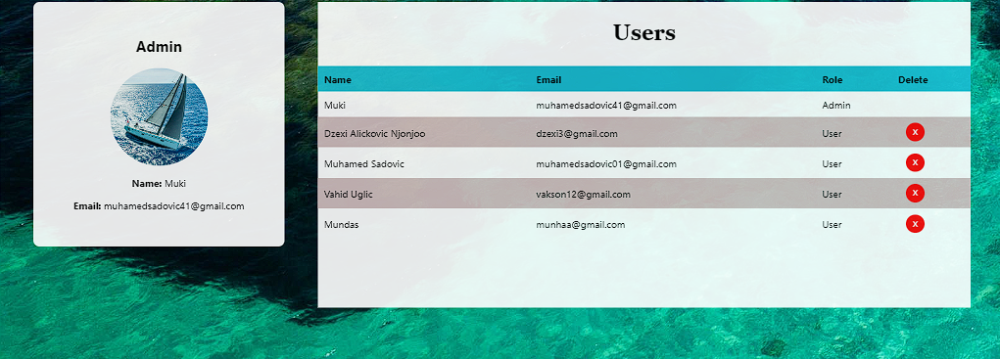 Admin
Name: Muki
Email: muhamedsadovic41@gmail.com
Users
Name Email Role Delete
Muki muhamedsadovic41@gmail.com Admin
Dzexi Alickovic Njonjoo dzexi3@gmail.com User X
Muhamed Sadovic muhamedsadovic01@gmail.com User X
Vahid Uglic vakson12@gmail.com User X
Mundas munhaa@gmail.com User X